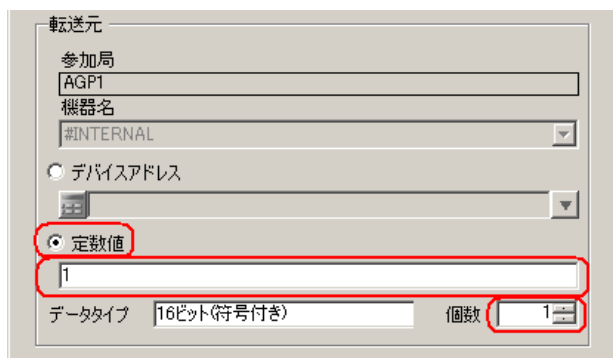 転送元
参加局
AGP1
機器名
#INTERNAL
デバイスアドレス
定数値
1
データタイプ 16ビット(符号付き) 個数 1